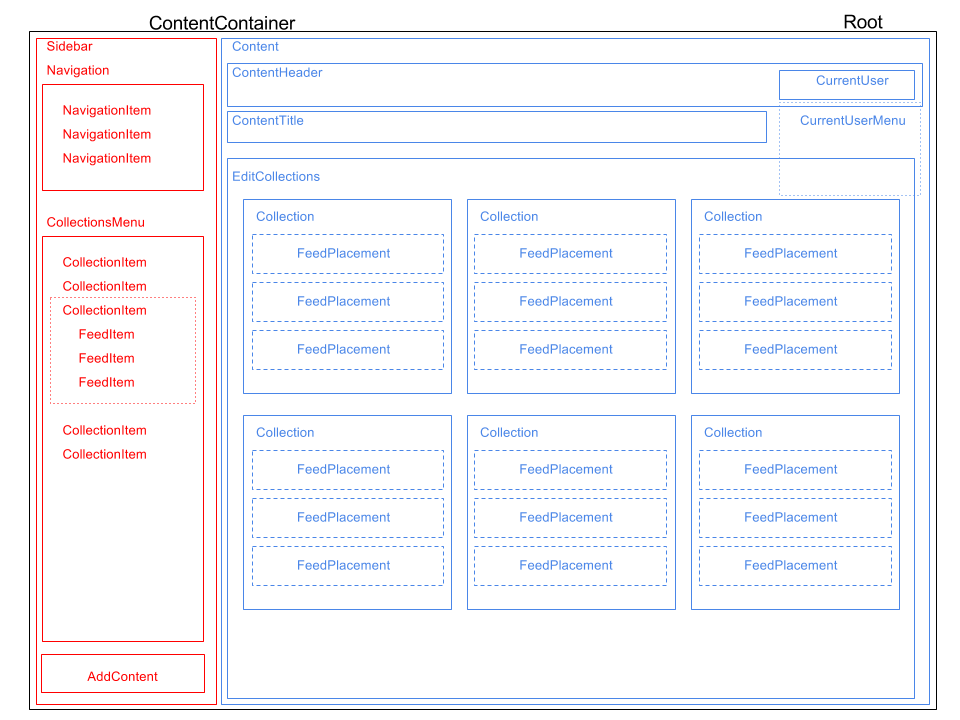 ContentContainer
Root
Sidebar
Navigation
NavigationItem
NavigationItem
NavigationItem
CollectionsMenu
CollectionItem
CollectionItem
CollectionItem
FeedItem
FeedItem
FeedItem
CollectionItem
CollectionItem
AddContent
Content
ContentHeader
CurrentUser
ContentTitle
CurrentUserMenu
EditCollections
Collection
FeedPlacement
FeedPlacement
FeedPlacement
Collection
FeedPlacement
FeedPlacement
FeedPlacement
Collection
FeedPlacement
FeedPlacement
FeedPlacement
Collection
FeedPlacement
FeedPlacement
FeedPlacement
Collection
FeedPlacement
FeedPlacement
FeedPlacement
Collection
FeedPlacement
FeedPlacement
FeedPlacement